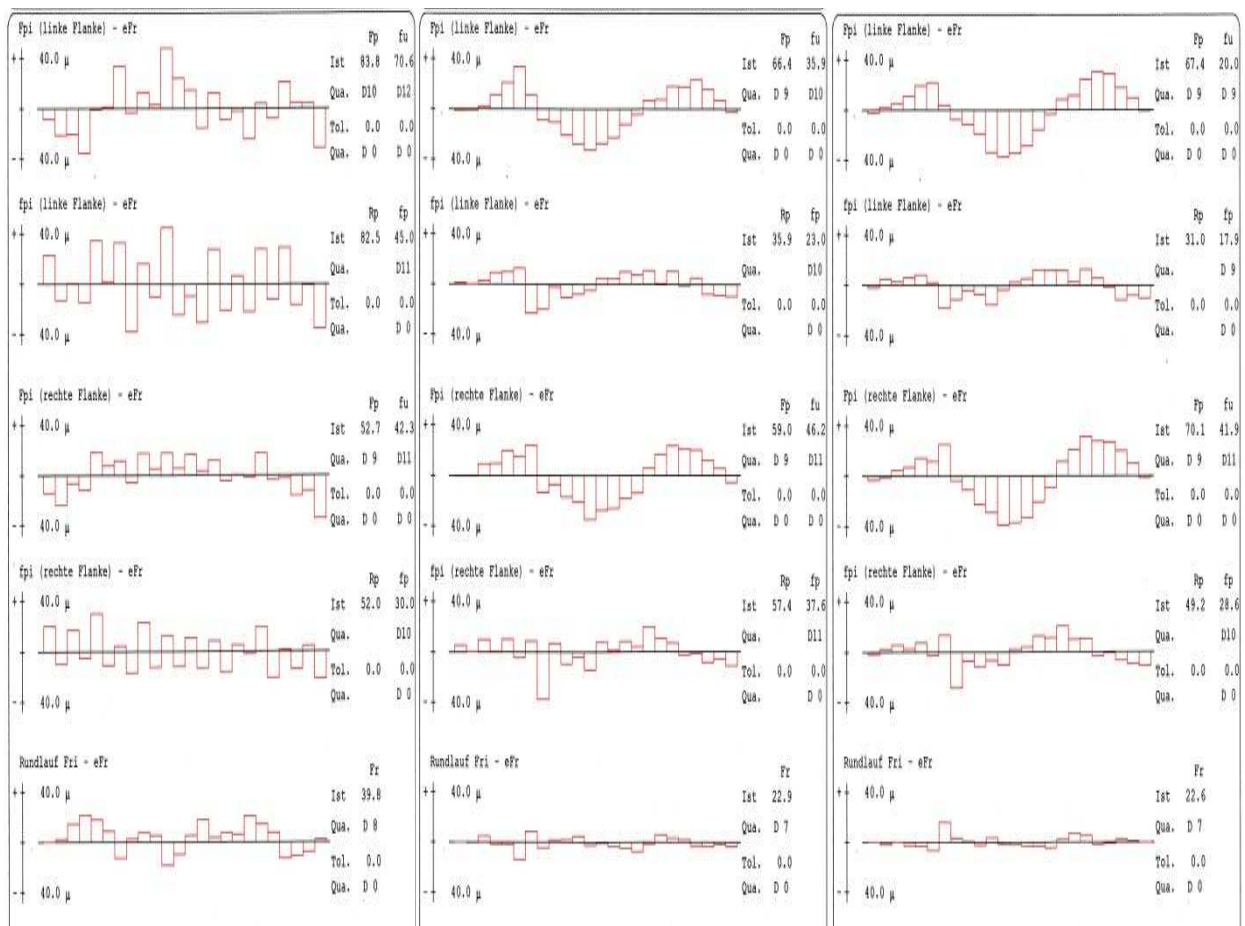 Fpi (linke Flanke) - eFr
Fp fu
+ 40.0 µ
Ist 83.8 70.6
Qua. D10 D12
Tol. 0.0 0.0
- 40.0 µ
Qua. D 0 D 0
fpi (linke Flanke) - eFr
Rp fp
+ 40.0 µ
Ist 82.5 45.0
Qua. D11
Tol. 0.0 0.0
- 40.0 µ
Qua. D 0
Fpi (rechte Flanke) - eFr
Fp fu
+ 40.0 µ
Ist 52.7 42.3
Qua. D 9 D11
Tol. 0.0 0.0
- 40.0 µ
Qua. D 0 D 0
fpi (rechte Flanke) - eFr
Rp fp
+ 40.0 µ
Ist 52.0 30.0
Qua. D10
Tol. 0.0 0.0
- 40.0 µ
Qua. D 0
Rundlauf Fri - eFr
Fr
+ 40.0 µ
Ist 39.8
Qua. D 8
Tol. 0.0
- 40.0 µ
Qua. D 0
Fpi (linke Flanke) - eFr
Fp fu
+ 40.0 µ
Ist 66.4 35.9
Qua. D 9 D10
Tol. 0.0 0.0
- 40.0 µ
Qua. D 0 D 0
fpi (linke Flanke) - eFr
Rp fp
+ 40.0 µ
Ist 35.9 23.0
Qua. D10
Tol. 0.0 0.0
- 40.0 µ
Qua. D 0
Fpi (rechte Flanke) - eFr
Fp fu
+ 40.0 µ
Ist 59.0 46.2
Qua. D 9 D11
Tol. 0.0 0.0
- 40.0 µ
Qua. D 0 D 0
fpi (rechte Flanke) - eFr
Rp fp
+ 40.0 µ
Ist 57.4 37.6
Qua. D11
Tol. 0.0 0.0
- 40.0 µ
Qua. D 0
Rundlauf Fri - eFr
Fr
+ 40.0 µ
Ist 22.9
Qua. D 7
Tol. 0.0
- 40.0 µ
Qua. D 0
Fpi (linke Flanke) - eFr
Fp fu
+ 40.0 µ
Ist 67.4 20.0
Qua. D 9 D 9
Tol. 0.0 0.0
- 40.0 µ
Qua. D 0 D 0
fpi (linke Flanke) - eFr
Rp fp
+ 40.0 µ
Ist 31.0 17.9
Qua. D 9
Tol. 0.0 0.0
- 40.0 µ
Qua. D 0
Fpi (rechte Flanke) - eFr
Fp fu
+ 40.0 µ
Ist 70.1 41.9
Qua. D 9 D11
Tol. 0.0 0.0
- 40.0 µ
Qua. D 0 D 0
fpi (rechte Flanke) - eFr
Rp fp
+ 40.0 µ
Ist 49.2 28.6
Qua. D10
Tol. 0.0 0.0
- 40.0 µ
Qua. D 0
Rundlauf Fri - eFr
Fr
+ 40.0 µ
Ist 22.6
Qua. D 7
Tol. 0.0
- 40.0 µ
Qua. D 0